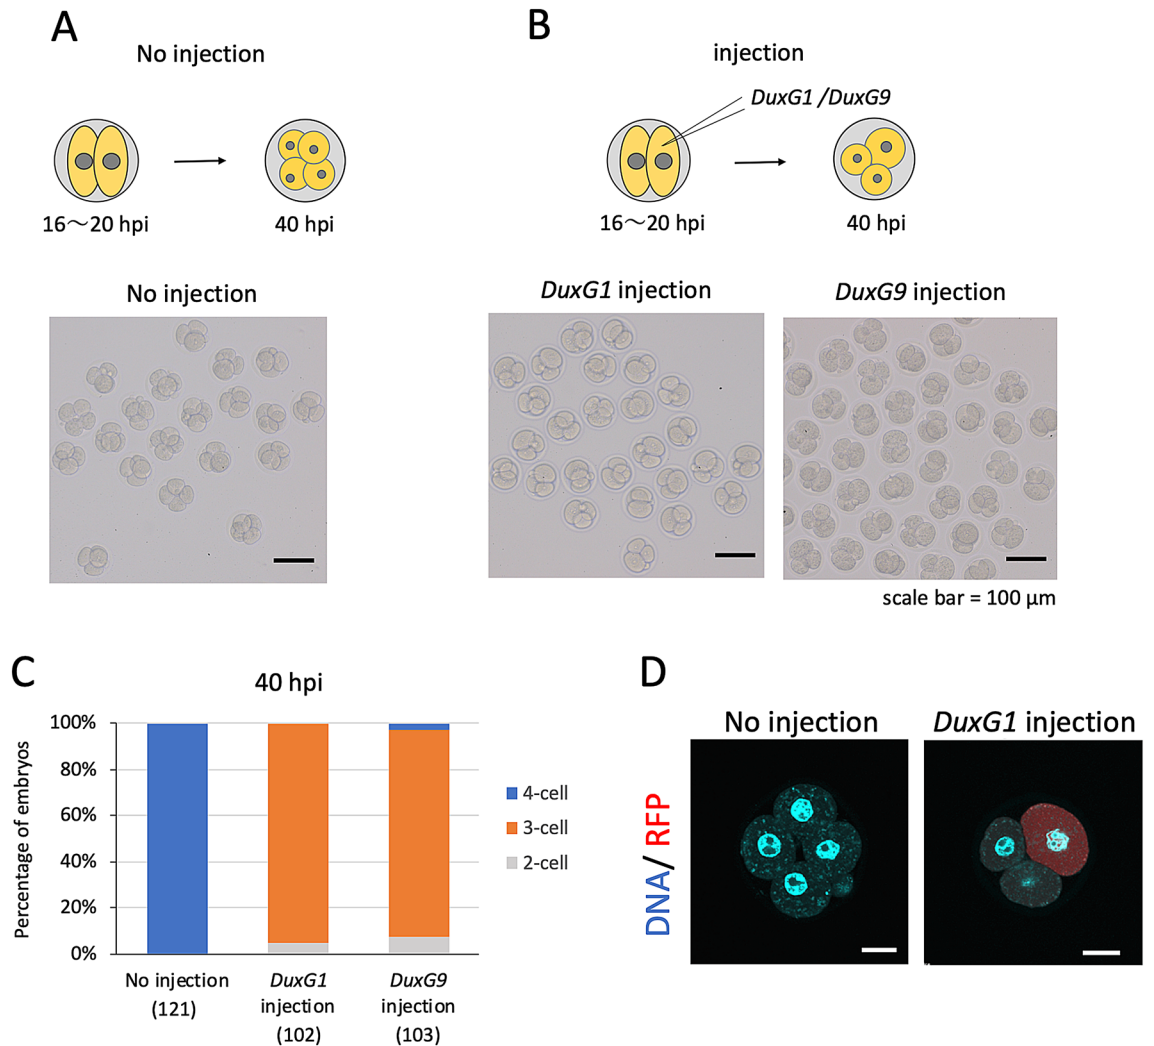 A
No injection
16～20 hpi
40 hpi
No injection
B
injection
DuxG1 /DuxG9
16～20 hpi
40 hpi
DuxG1 injection
DuxG9 injection
scale bar = 100 μm
C
40 hpi
Percentage of embryos
100%
80%
60%
40%
20%
0%
No injection
(121)
DuxG1
injection
(102)
DuxG9
injection
(103)
4-cell
3-cell
2-cell
D
No injection
DuxG1 injection
DNA/ RFP